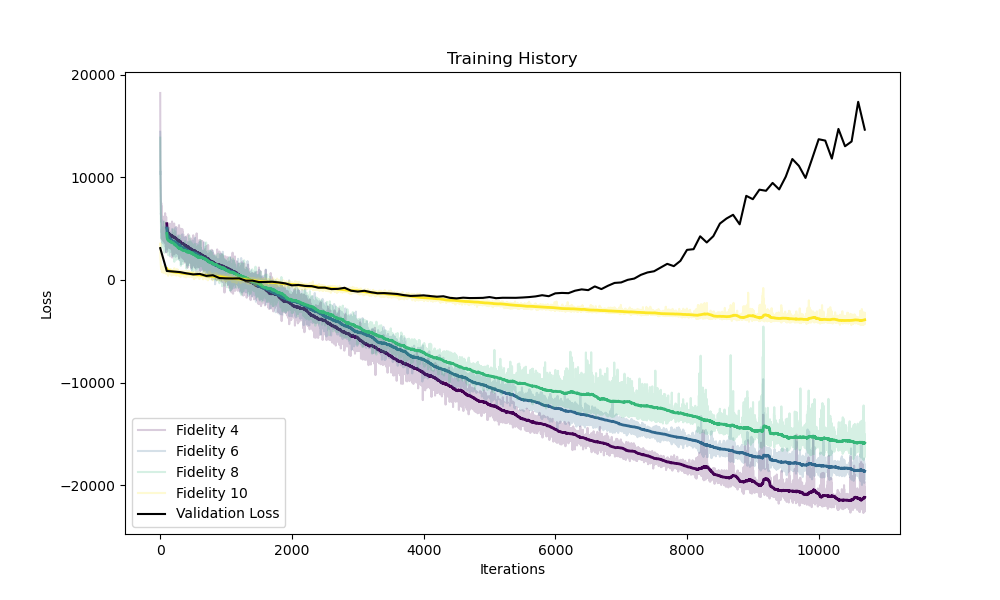 Training History
20000
10000
0
−10000
−20000
Loss
Fidelity 4
Fidelity 6
Fidelity 8
Fidelity 10
Validation Loss
0 2000 4000 6000 8000 10000
Iterations